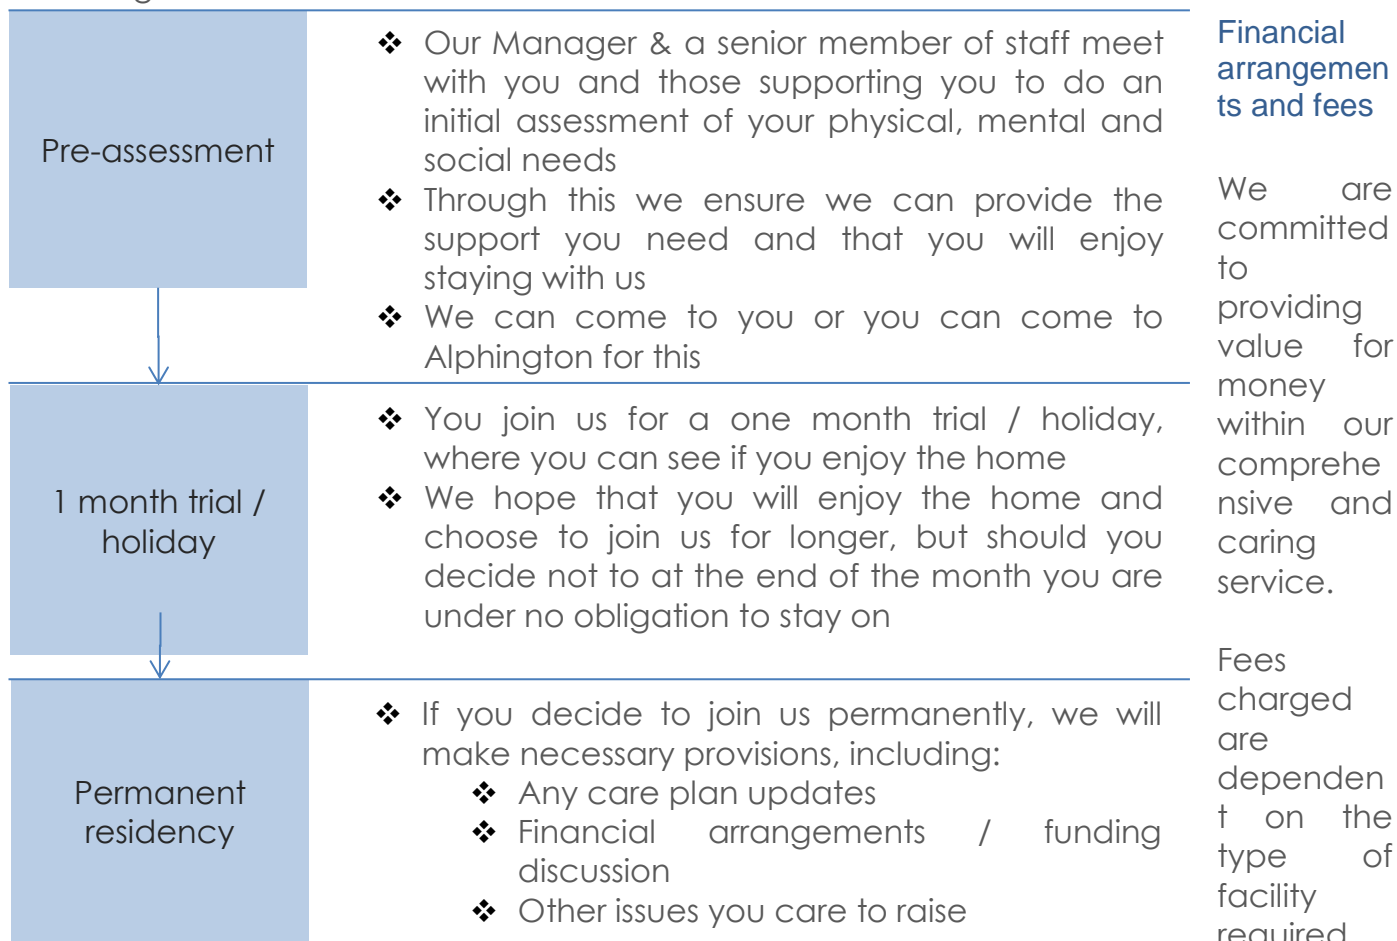 Pre-assessment
❖ Our Manager & a senior member of staff meet
with you and those supporting you to do an
initial assessment of your physical, mental and
social needs
❖ Through this we ensure we can provide the
support you need and that you will enjoy
staying with us
❖ We can come to you or you can come to
Alphington for this
1 month trial /
holiday
❖ You join us for a one month trial / holiday,
where you can see if you enjoy the home
❖ We hope that you will enjoy the home and
choose to join us for longer, but should you
decide not to at the end of the month you are
under no obligation to stay on
Permanent
residency
❖ If you decide to join us permanently, we will
make necessary provisions, including:
❖ Any care plan updates
❖ Financial arrangements / funding
discussion
❖ Other issues you care to raise
Financial
arrangemen
ts and fees
We are
committed
to
providing
value for
money
within our
comprehe
nsive and
caring
service.
Fees
charged
are
dependen
t on the
type of
facility
required